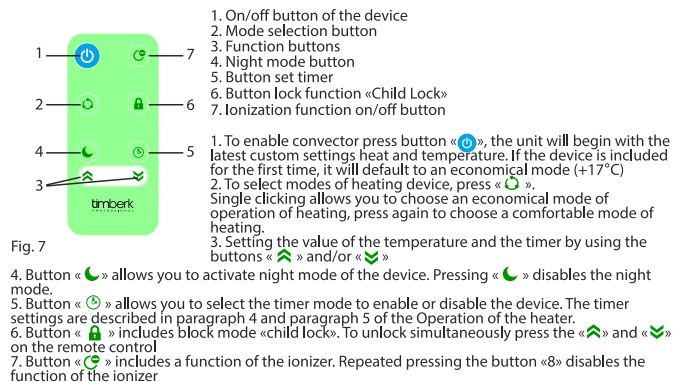 1. On/off button of the device
2. Mode selection button
3. Function buttons
4. Night mode button
5. Button set timer
6. Button lock function «Child Lock»
7. Ionization function on/off button
1
7
2
6
4
5
3
timberk
PROFESSIONAL
Fig. 7
1. To enable convector press button « », the unit will begin with the
latest custom settings heat and temperature. If the device is included
for the first time, it will default to an economical mode (+17°C)
2. To select modes of heating device, press « ».
Single clicking allows you to choose an economical mode of
operation of heating, press again to choose a comfortable mode of
heating.
3. Setting the value of the temperature and the timer by using the
buttons « » and/or « »
4. Button « » allows you to activate night mode of the device. Pressing « » disables the night
mode.
5. Button « » allows you to select the timer mode to enable or disable the device. The timer
settings are described in paragraph 4 and paragraph 5 of the Operation of the heater.
6. Button « » includes block mode «child lock». To unlock simultaneously press the « » and « »
on the remote control
7. Button « » includes a function of the ionizer. Repeated pressing the button «8» disables the
function of the ionizer